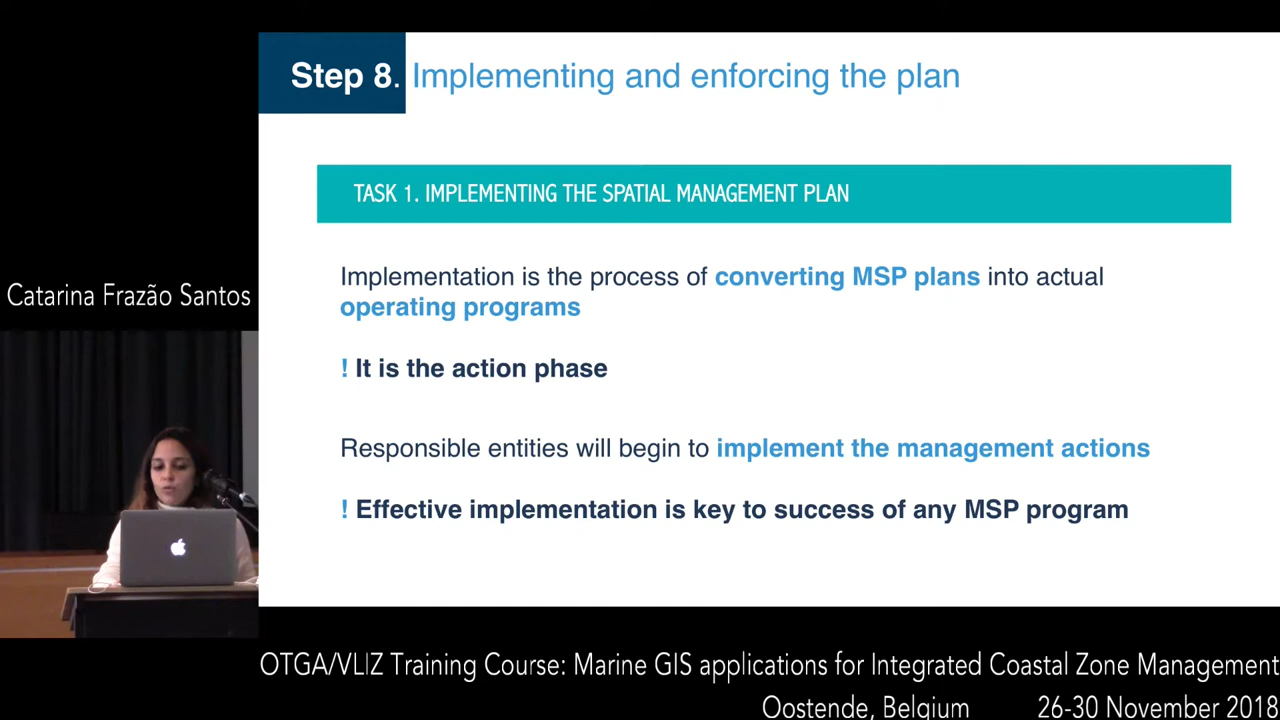 Step 8. Implementing and enforcing the plan
TASK 1. IMPLEMENTING THE SPATIAL MANAGEMENT PLAN
Implementation is the process of converting MSP plans into actual
operating programs
! It is the action phase
Responsible entities will begin to implement the management actions
! Effective implementation is key to success of any MSP program
Catarina Frazão Santos
OTGA/VLIZ Training Course: Marine GIS applications for Integrated Coastal Zone Management
Oostende, Belgium 26-30 November 2018